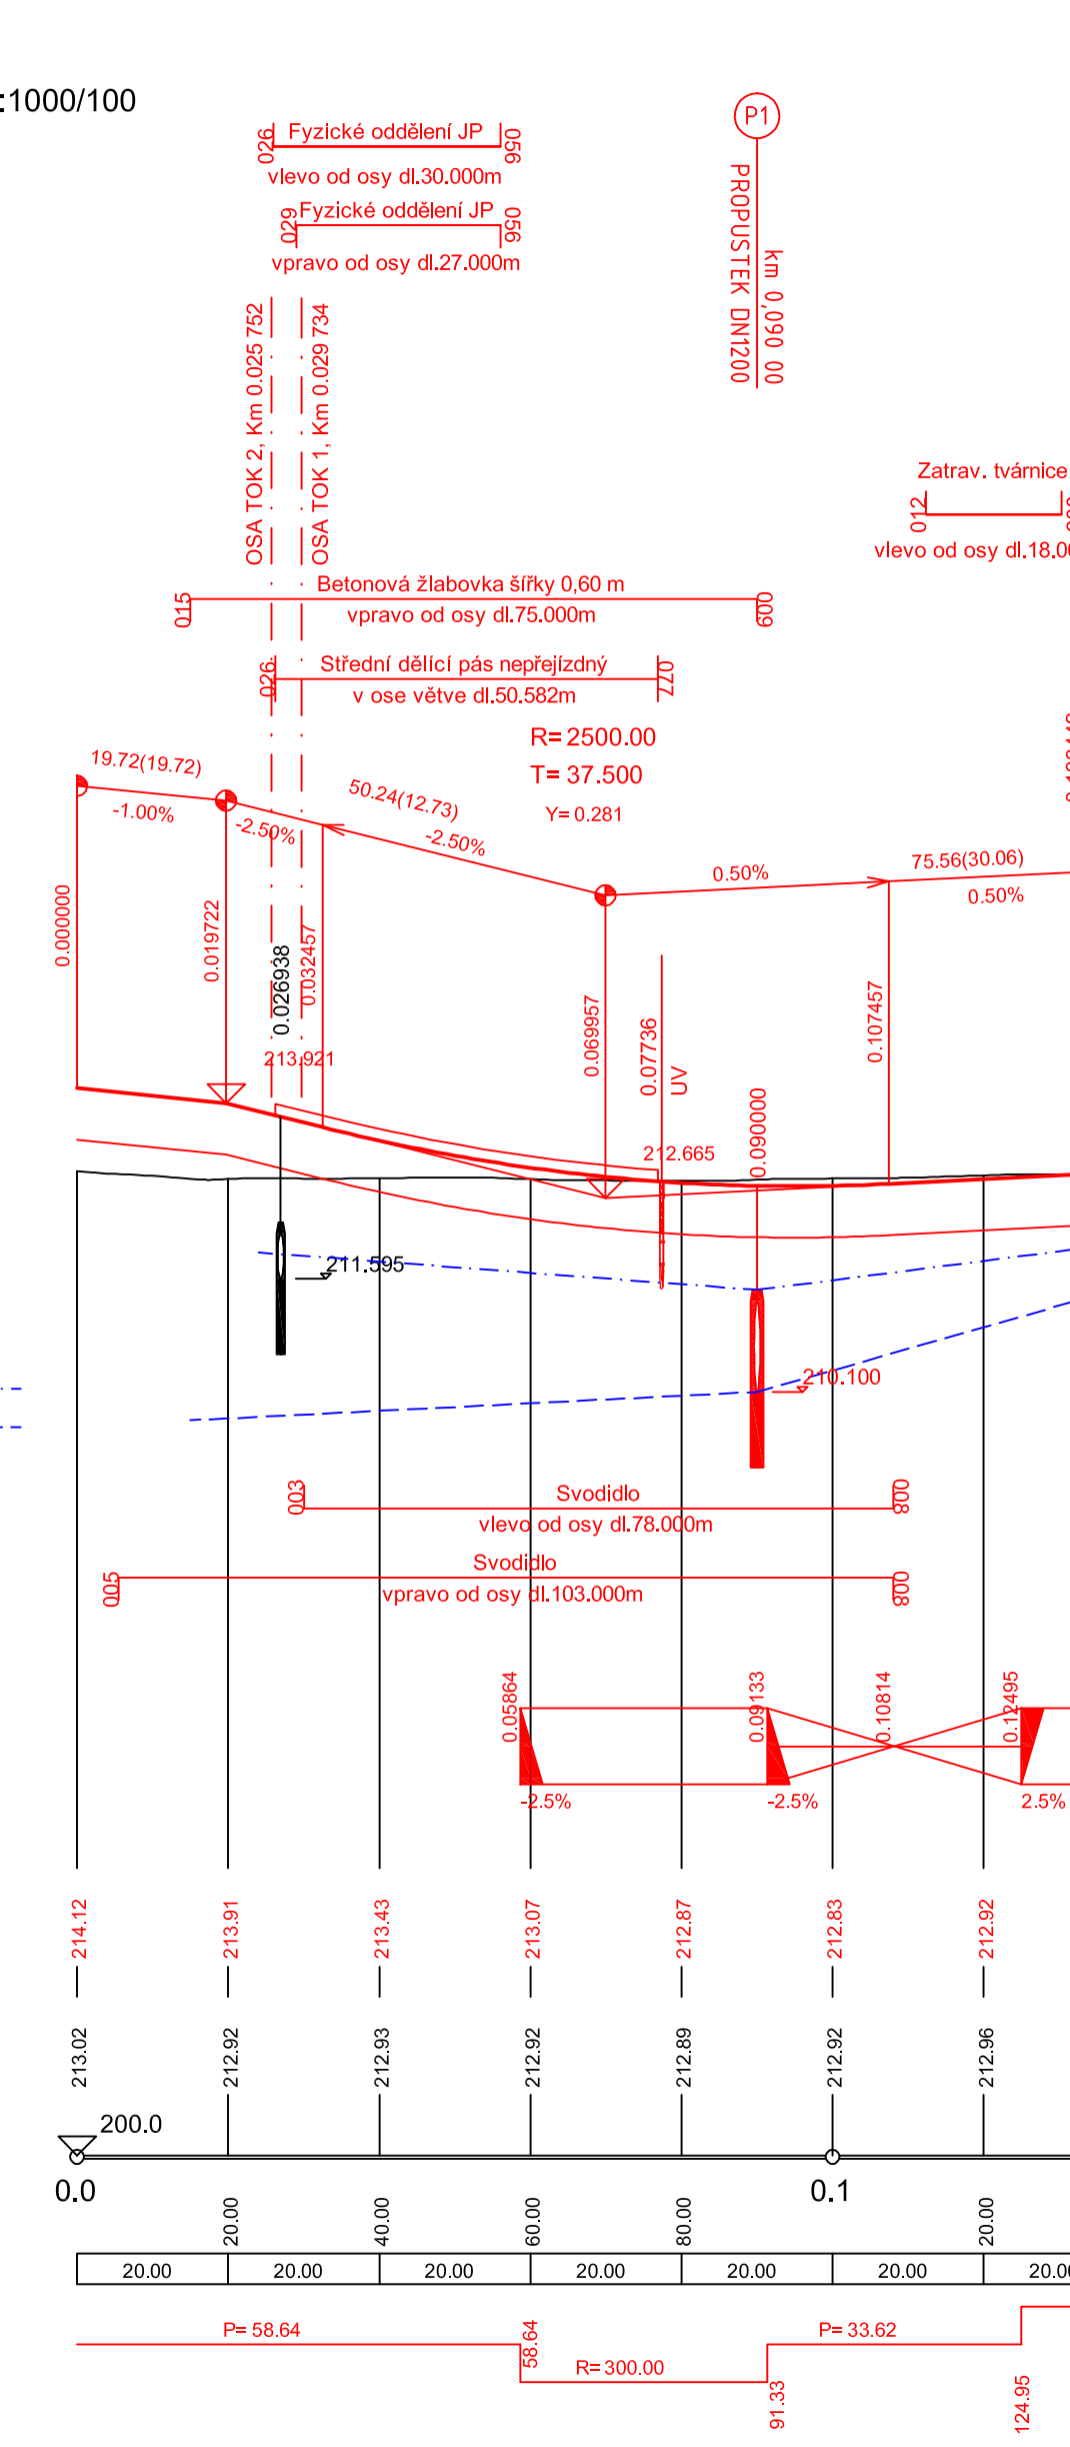 :1000/100
026
Fyzické oddělení JP
056
vlevo od osy dl.30.000m
029
Fyzické oddělení JP
056
vpravo od osy dl.27.000m
P1
PROPUSTEK DN1200
km 0,090 00
OSA TOK 2, Km 0.025 752
OSA TOK 1, Km 0.029 734
Zatrav. tvárnice
012
vlevo od osy dl.18.00
015
Betonová žlabovka šířky 0,60 m
600
vpravo od osy dl.75.000m
026
Střední dělící pás nepřejízdný
077
v ose větve dl.50.582m
R= 2500.00
T= 37.500
Y= 0.281
19.72(19.72)
-1.00%
-2.50%
50.24(12.73)
-2.50%
0.50%
75.56(30.06)
0.50%
0.000000
0.019722
0.026938
0.032457
0.069957
0.07736
UV
0.090000
0.107457
213.921
212.665
211.595
210.100
003
Svodidlo
008
vlevo od osy dl.78.000m
005
Svodidlo
008
vpravo od osy dl.103.000m
0.05864
0.09133
0.10814
0.12495
-2.5%
-2.5%
2.5%
214.12
213.91
213.43
213.07
212.87
212.83
212.92
213.02
212.92
212.93
212.92
212.89
212.92
212.96
200.0
0.0
0.1
20.00
40.00
60.00
80.00
20.00
20.00
20.00
20.00
20.00
20.00
20.00
20.00
P= 58.64
58.64
R= 300.00
91.33
P= 33.62
124.95